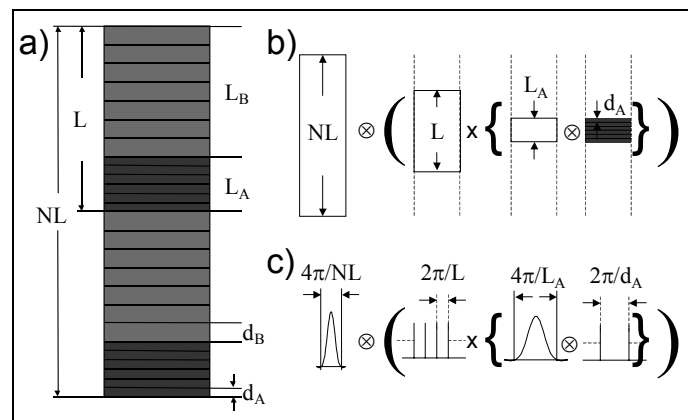 a)
L
L_B
L_A
NL
d_B
d_A
b)
NL ⊗ ( L x { L_A ⊗ d_A } )
c)
4π/NL 2π/L 4π/L_A 2π/d_A
⊗ ( x { ⊗ } )